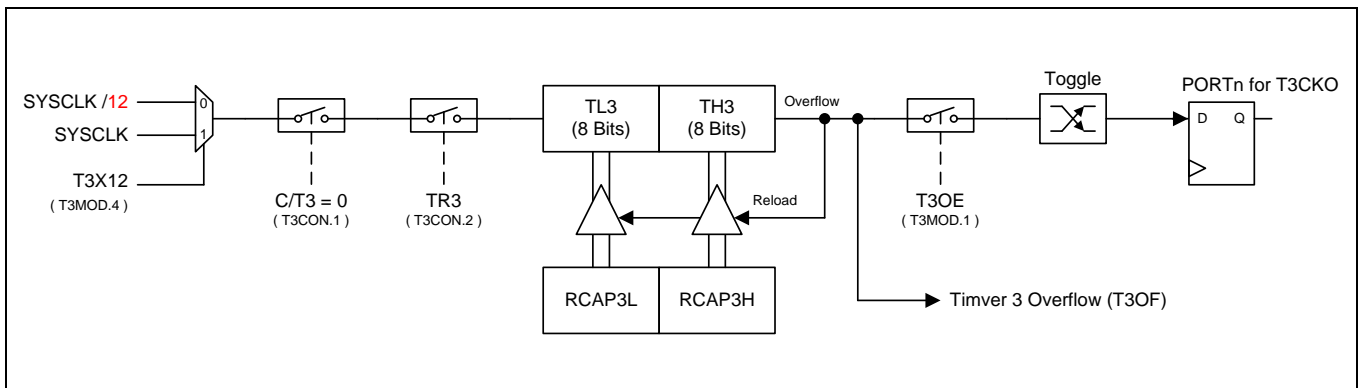 SYSCLK /12
0
SYSCLK
1
T3X12
( T3MOD.4 )
C/T3 = 0
( T3CON.1 )
TR3
( T3CON.2 )
TL3
(8 Bits)
TH3
(8 Bits)
Overflow
Reload
RCAP3L
RCAP3H
T3OE
( T3MOD.1 )
Toggle
PORTn for T3CKO
D Q
Timver 3 Overflow (T3OF)